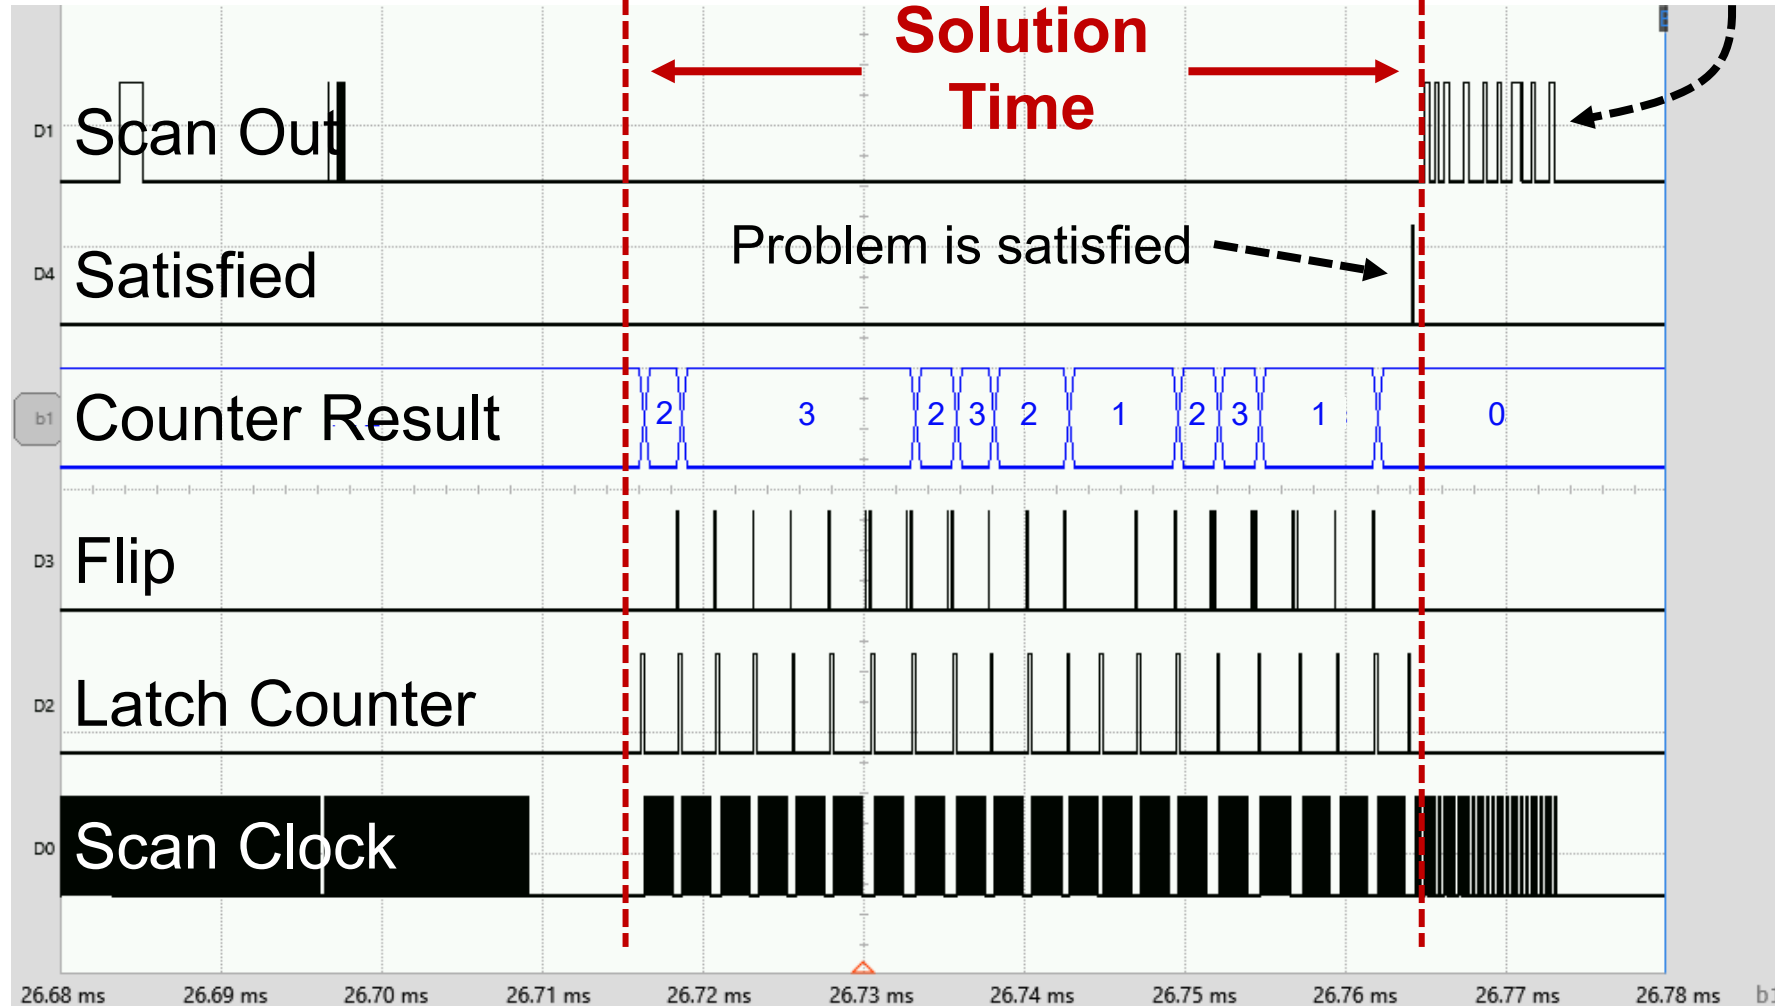 Solution
Time
D1 Scan Out
Problem is satisfied
D4 Satisfied
b1 Counter Result 2 3 2 3 2 1 2 3 1 0
D3 Flip
D2 Latch Counter
D0 Scan Clock
26.68 ms 26.69 ms 26.70 ms 26.71 ms 26.72 ms 26.73 ms 26.74 ms 26.75 ms 26.76 ms 26.77 ms 26.78 ms